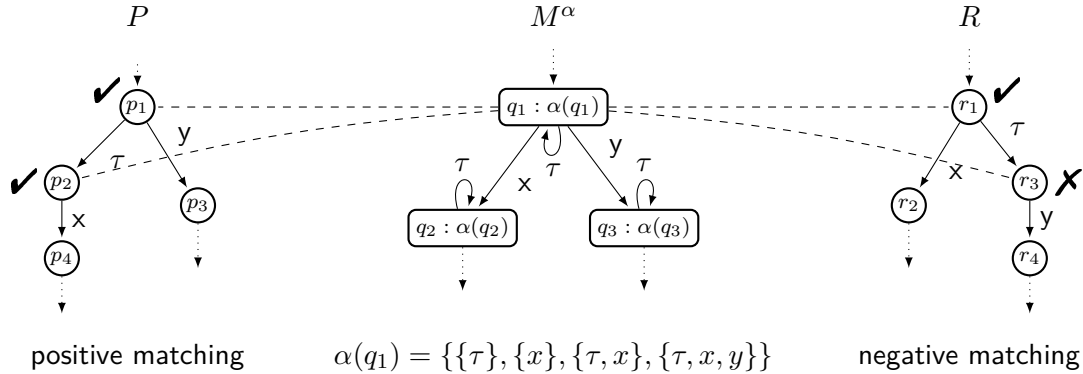 P M^α R
✓ p₁ q₁ : α(q₁) r₁ ✓
τ y τ x y τ τ x τ
✓ p₂ p₃ q₂ : α(q₂) q₃ : α(q₃) r₂ r₃ ✗
x y
p₄ r₄
positive matching α(q₁) = {{τ}, {x}, {τ, x}, {τ, x, y}} negative matching